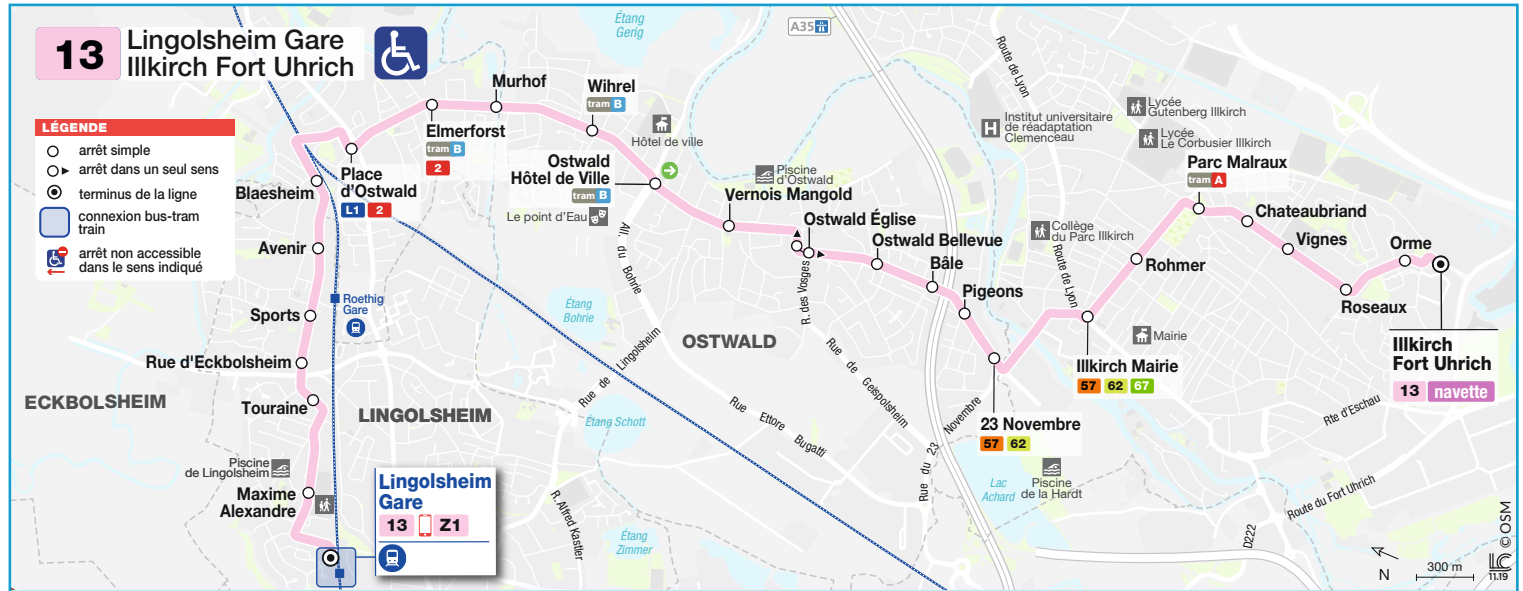 13
Lingolsheim Gare
Illkirch Fort Uhrich
LÉGENDE
arrêt simple
arrêt dans un seul sens
terminus de la ligne
connexion bus-tram
train
arrêt non accessible
dans le sens indiqué
Étang
Gerig
A35
Murhof
Wihrel
tram B
Elmerforst
tram B
2
Place
d'Ostwald
L1 2
Blaesheim
Avenir
Sports
Roethig
Gare
Rue d'Eckbolsheim
Touraine
ECKBOLSHEIM
LINGOLSHEIM
Piscine
de Lingolsheim
Maxime
Alexandre
Lingolsheim
Gare
13 Z1
Hôtel de ville
Ostwald
Hôtel de Ville
tram B
Le point d'Eau
All. du Bohrie
Étang
Bohrie
Rue de Lingolsheim
Étang Schott
R. Alfred Kastler
Étang
Zimmer
Rue Ettore Bugatti
OSTWALD
Piscine
d'Ostwald
Vernois Mangold
Ostwald Église
R. des Vosges
Rue de Geispolsheim
Ostwald Bellevue
Bâle
Pigeons
Rue du 23 Novembre
23 Novembre
57 62
Lac
Achard
Piscine
de la Hardt
Route de Lyon
H
Institut universitaire
de réadaptation
Clemenceau
Lycée
Gutenberg Illkirch
Lycée
Le Corbusier Illkirch
Parc Malraux
tram A
Collège
du Parc Illkirch
Route de Lyon
Rohmer
Illkirch Mairie
57 62 67
Mairie
Chateaubriand
Vignes
Roseaux
Orme
Illkirch
Fort Uhrich
13 navette
Rte d'Eschau
Route du Fort Uhrich
D222
N
300 m
© OSM
LC
11.19